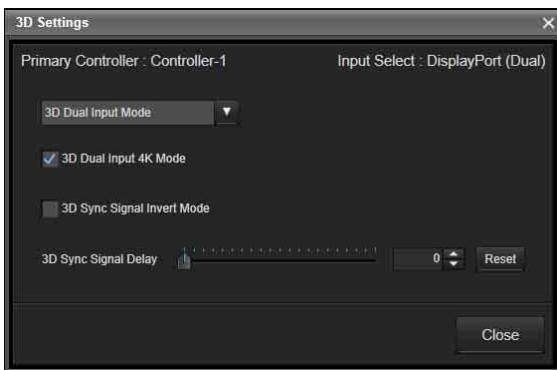 3D Settings
Primary Controller : Controller-1 Input Select : DisplayPort (Dual)
3D Dual Input Mode
3D Dual Input 4K Mode
3D Sync Signal Invert Mode
3D Sync Signal Delay 0 Reset
Close